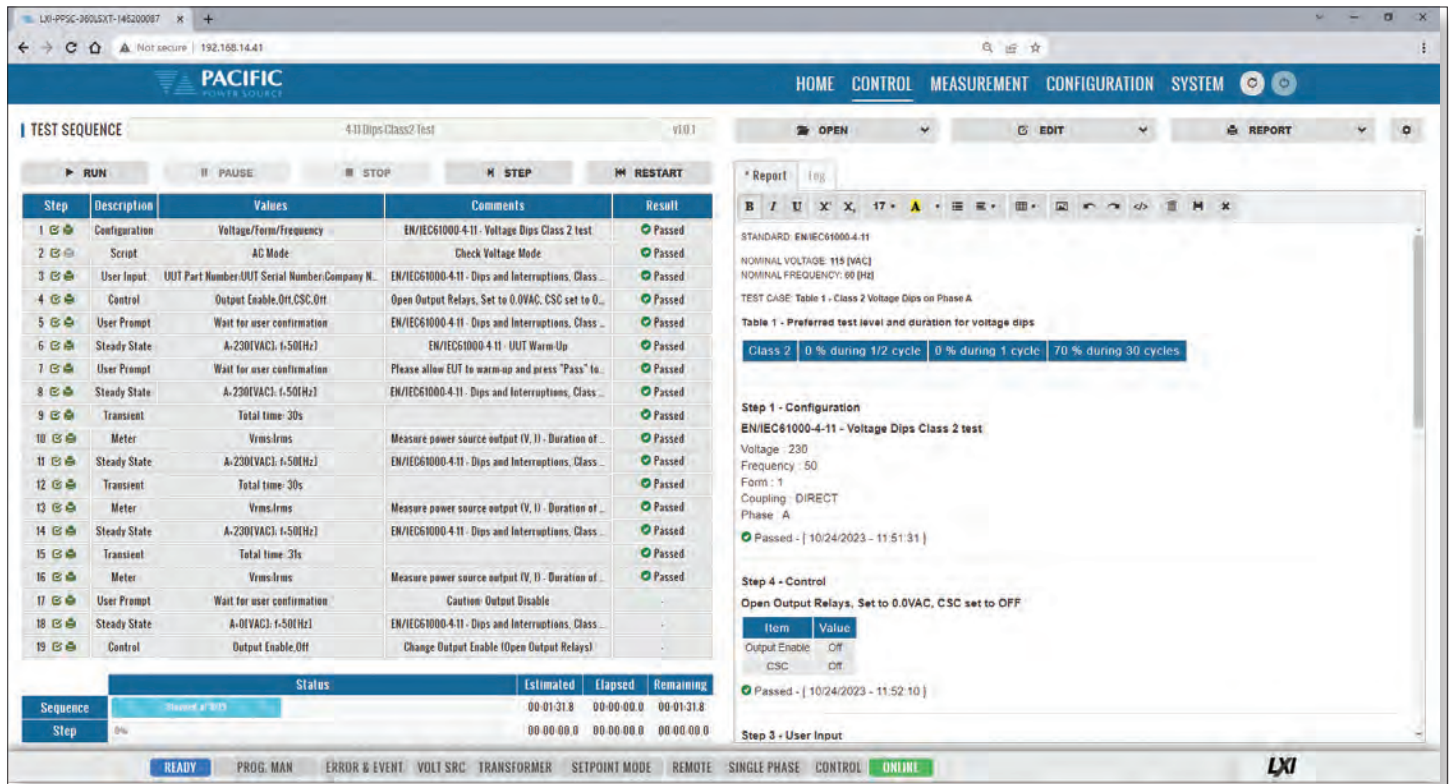 LXI-PPSC-360LSXT-146200087
Not secure 192.168.14.41
PACIFIC
POWER SOURCE
HOME CONTROL MEASUREMENT CONFIGURATION SYSTEM
TEST SEQUENCE 4-11 Dips Class2 Test v1.0.1
RUN PAUSE STOP STEP RESTART
Step Description Values Comments Result
1 Configuration Voltage/Form/Frequency EN/IEC61000-4-11 - Voltage Dips Class 2 test Passed
2 Script AC Mode Check Voltage Mode Passed
3 User Input UUT Part Number;UUT Serial Number;Company N... EN/IEC61000-4-11 - Dips and Interruptions, Class ... Passed
4 Control Output Enable,Off,CSC,Off Open Output Relays, Set to 0.0VAC, CSC set to 0... Passed
5 User Prompt Wait for user confirmation EN/IEC61000-4-11 - Dips and Interruptions, Class ... Passed
6 Steady State A=230[VAC]; f=50[Hz] EN/IEC61000-4-11 - UUT Warm-Up Passed
7 User Prompt Wait for user confirmation Please allow EUT to warm-up and press "Pass" to... Passed
8 Steady State A=230[VAC]; f=50[Hz] EN/IEC61000-4-11 - Dips and Interruptions, Class ... Passed
9 Transient Total time: 30s Passed
10 Meter Vrms;Irms Measure power source output (V, I) - Duration of ... Passed
11 Steady State A=230[VAC]; f=50[Hz] EN/IEC61000-4-11 - Dips and Interruptions, Class ... Passed
12 Transient Total time: 30s Passed
13 Meter Vrms;Irms Measure power source output (V, I) - Duration of ... Passed
14 Steady State A=230[VAC]; f=50[Hz] EN/IEC61000-4-11 - Dips and Interruptions, Class ... Passed
15 Transient Total time: 31s Passed
16 Meter Vrms;Irms Measure power source output (V, I) - Duration of ... Passed
17 User Prompt Wait for user confirmation Caution: Output Disable -
18 Steady State A=0[VAC]; f=50[Hz] EN/IEC61000-4-11 - Dips and Interruptions, Class ... -
19 Control Output Enable,Off Change Output Enable (Open Output Relays) -
Status Estimated Elapsed Remaining
Sequence 00-01:31.8 00-00-00.0 00-01:31.8
Step 0% 00-00-00.0 00-00-00.0 00-00-00.0
OPEN EDIT REPORT
* Report Log
B I U X X, 17 A
STANDARD: EN/IEC61000-4-11
NOMINAL VOLTAGE: 115 [VAC]
NOMINAL FREQUENCY: 60 [Hz]
TEST CASE: Table 1 - Class 2 Voltage Dips on Phase A
Table 1 - Preferred test level and duration for voltage dips
Class 2 0 % during 1/2 cycle 0 % during 1 cycle 70 % during 30 cycles
Step 1 - Configuration
EN/IEC61000-4-11 - Voltage Dips Class 2 test
Voltage : 230
Frequency : 50
Form : 1
Coupling : DIRECT
Phase : A
Passed - [ 10/24/2023 - 11:51:31 ]
Step 4 - Control
Open Output Relays, Set to 0.0VAC, CSC set to OFF
Item Value
Output Enable Off
CSC Off
Passed - [ 10/24/2023 - 11:52:10 ]
Step 3 - User Input
READY PROG. MAN ERROR & EVENT VOLT SRC TRANSFORMER SETPOINT MODE REMOTE SINGLE PHASE CONTROL ONLINE LXI